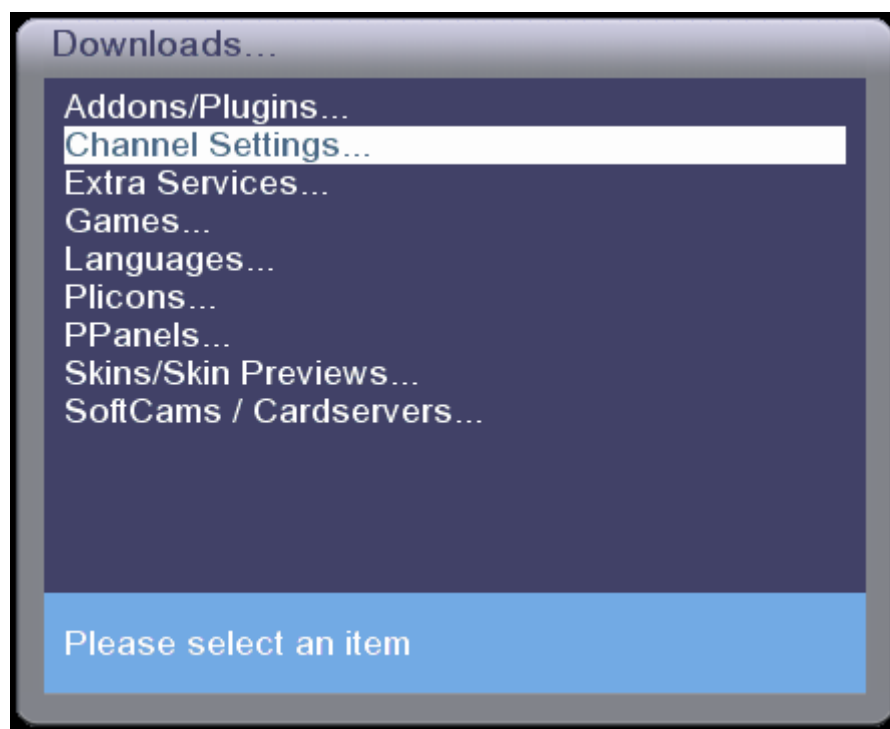 Downloads...
Addons/Plugins...
Channel Settings...
Extra Services...
Games...
Languages...
Plicons...
PPanels...
Skins/Skin Previews...
SoftCams / Cardservers...
Please select an item